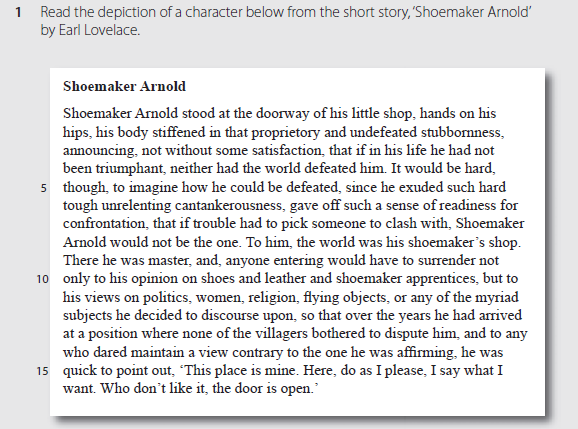 1 Read the depiction of a character below from the short story, ‘Shoemaker Arnold’
by Earl Lovelace.
Shoemaker Arnold
Shoemaker Arnold stood at the doorway of his little shop, hands on his
hips, his body stiffened in that proprietory and undefeated stubbornness,
announcing, not without some satisfaction, that if in his life he had not
been triumphant, neither had the world defeated him. It would be hard,
5 though, to imagine how he could be defeated, since he exuded such hard
tough unrelenting cantankerousness, gave off such a sense of readiness for
confrontation, that if trouble had to pick someone to clash with, Shoemaker
Arnold would not be the one. To him, the world was his shoemaker’s shop.
There he was master, and, anyone entering would have to surrender not
10 only to his opinion on shoes and leather and shoemaker apprentices, but to
his views on politics, women, religion, flying objects, or any of the myriad
subjects he decided to discourse upon, so that over the years he had arrived
at a position where none of the villagers bothered to dispute him, and to any
who dared maintain a view contrary to the one he was affirming, he was
15 quick to point out, ‘This place is mine. Here, do as I please, I say what I
want. Who don’t like it, the door is open.’